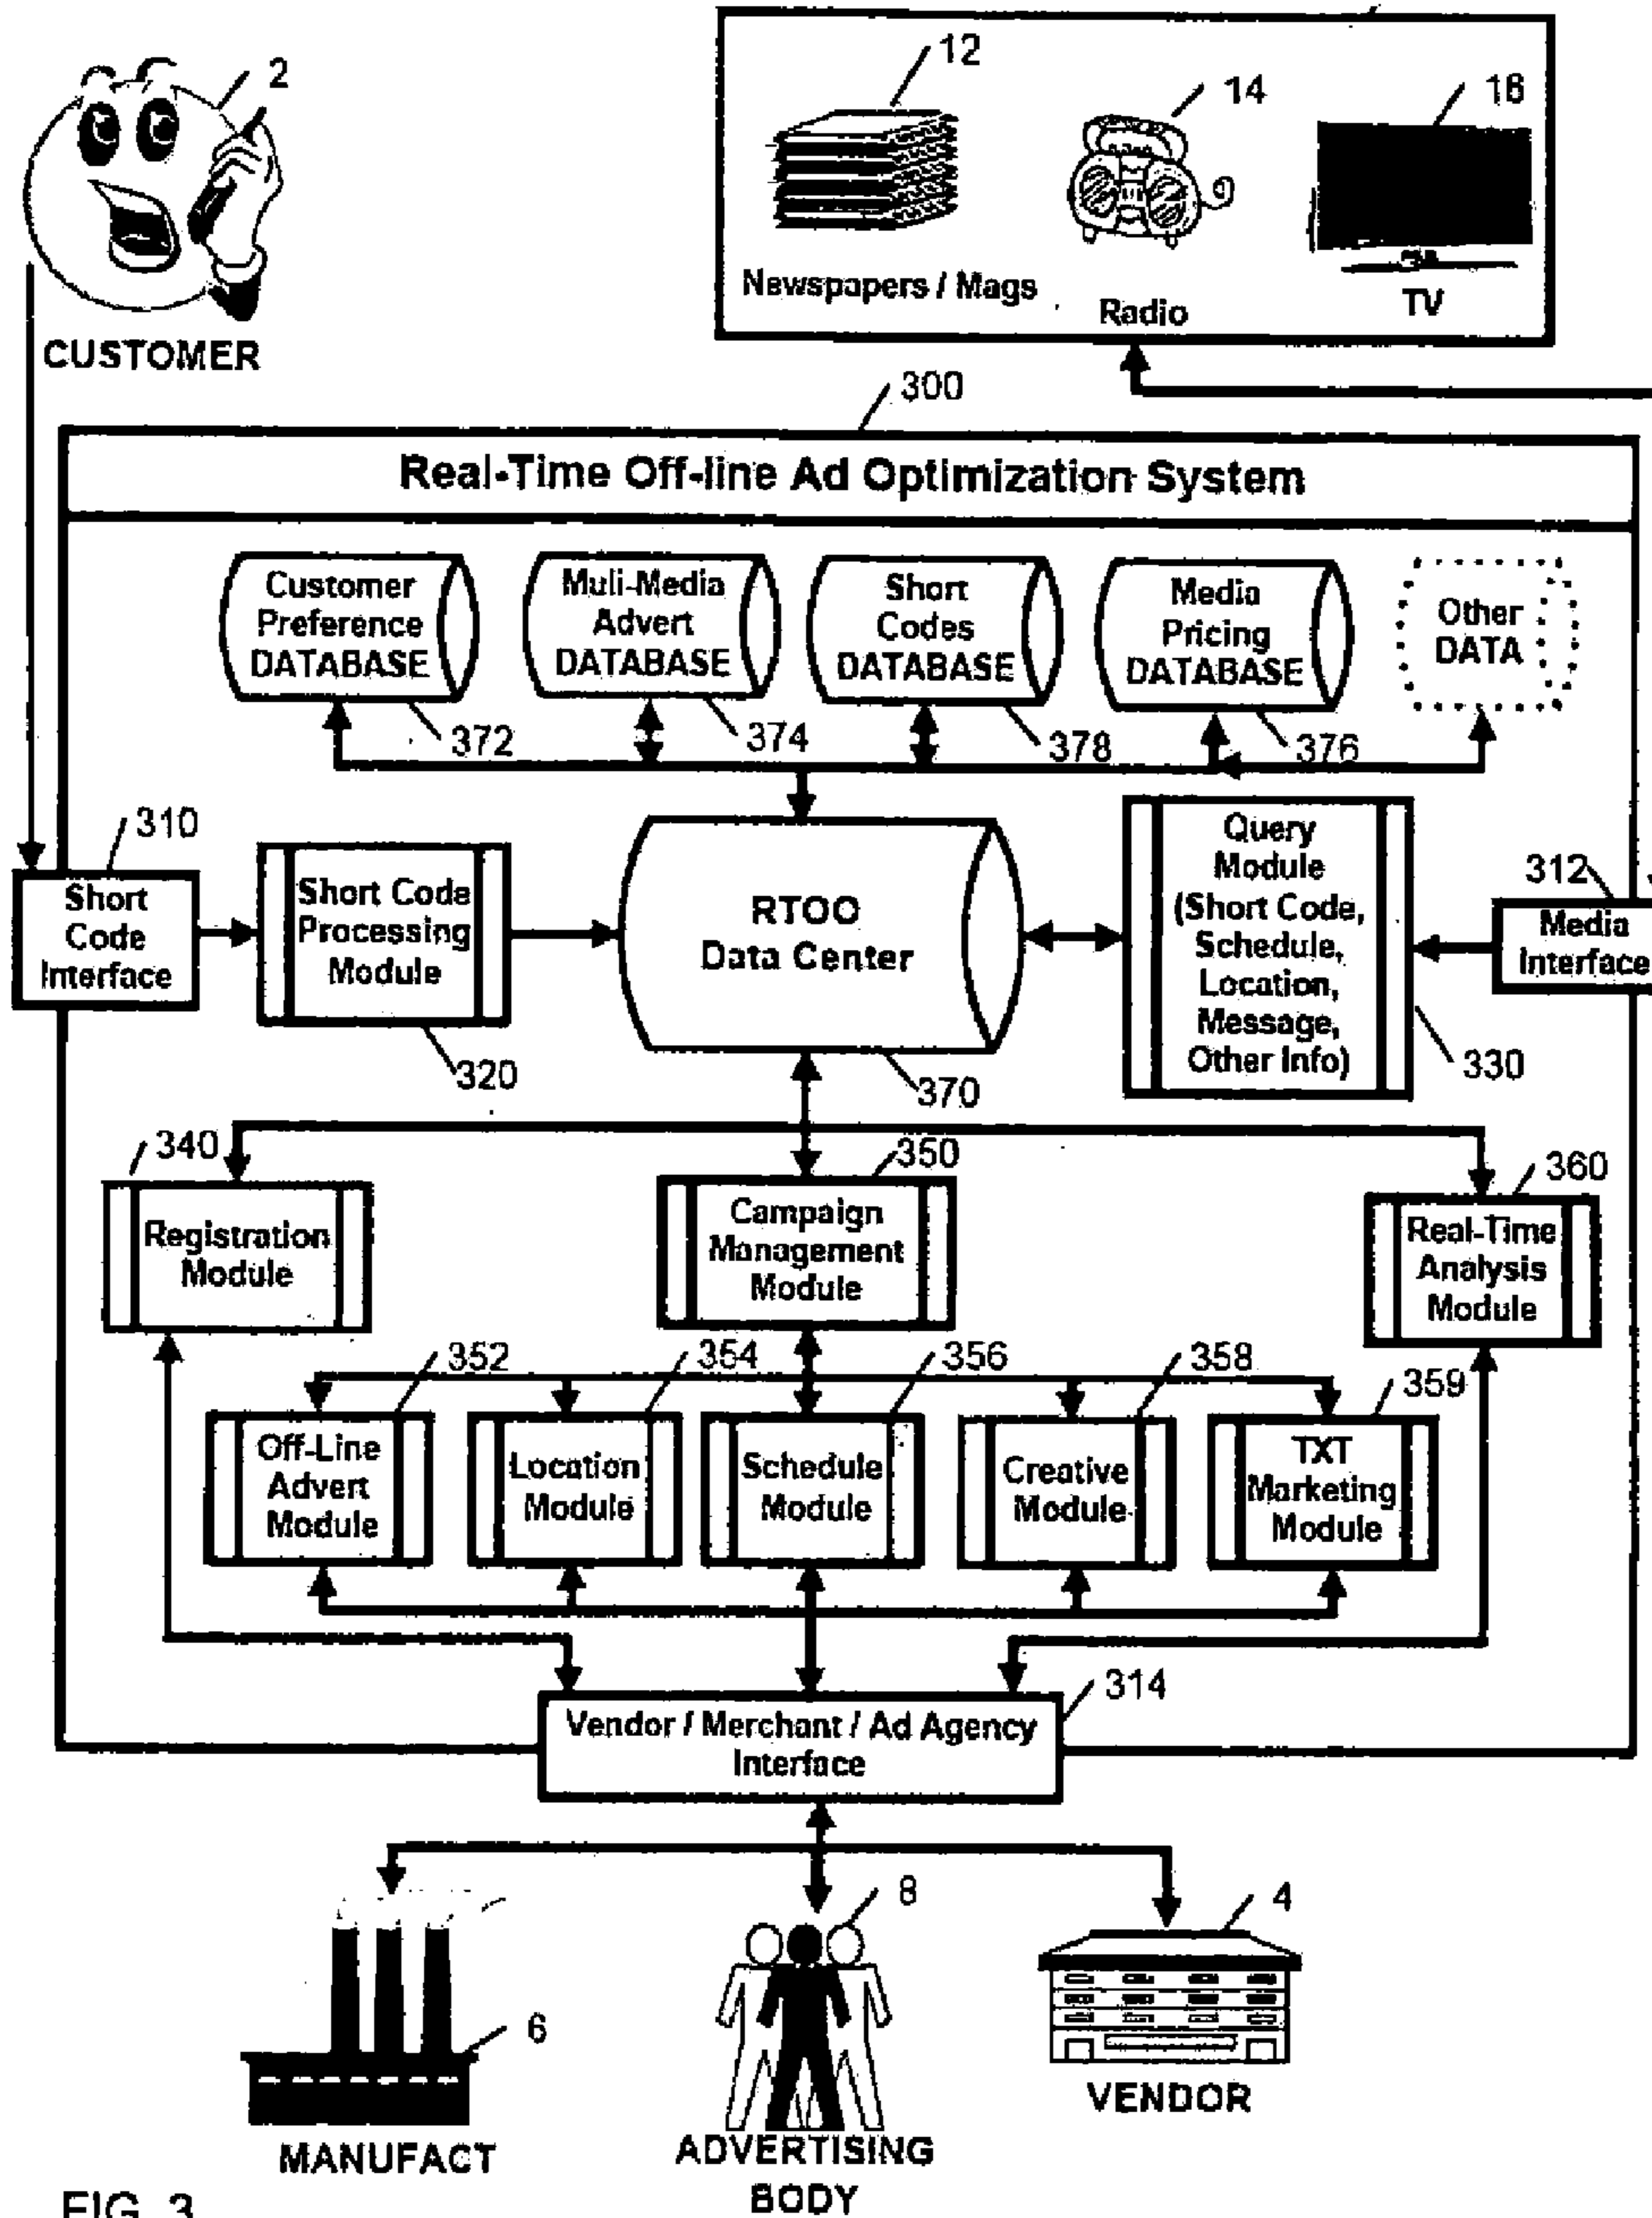 2
CUSTOMER
12
14
16
Newspapers / Mags
Radio
TV
300
Real-Time Off-line Ad Optimization System
Customer
Preference
DATABASE
372
Muli-Media
Advert
DATABASE
374
Short
Codes
DATABASE
378
Media
Pricing
DATABASE
376
Other
DATA
310
Short
Code
Interface
Short Code
Processing
Module
320
RTOO
Data Center
370
Query
Module
(Short Code,
Schedule,
Location,
Message,
Other Info)
330
312
Media
Interface
340
Registration
Module
350
Campaign
Management
Module
360
Real-Time
Analysis
Module
352
Off-Line
Advert
Module
354
Location
Module
356
Schedule
Module
358
Creative
Module
359
TXT
Marketing
Module
314
Vendor / Merchant / Ad Agency
Interface
6
MANUFACT
8
ADVERTISING
BODY
4
VENDOR
FIG. 3